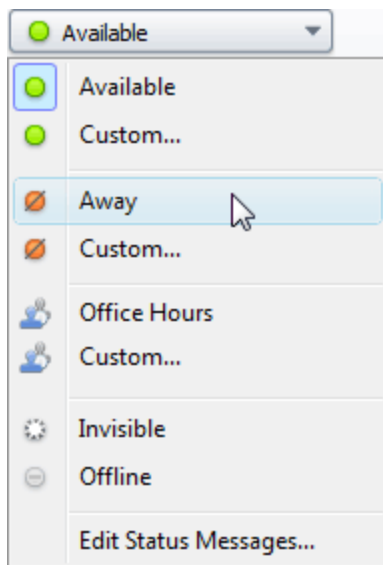 Available
Available
Custom...
Away
Custom...
Office Hours
Custom...
Invisible
Offline
Edit Status Messages...